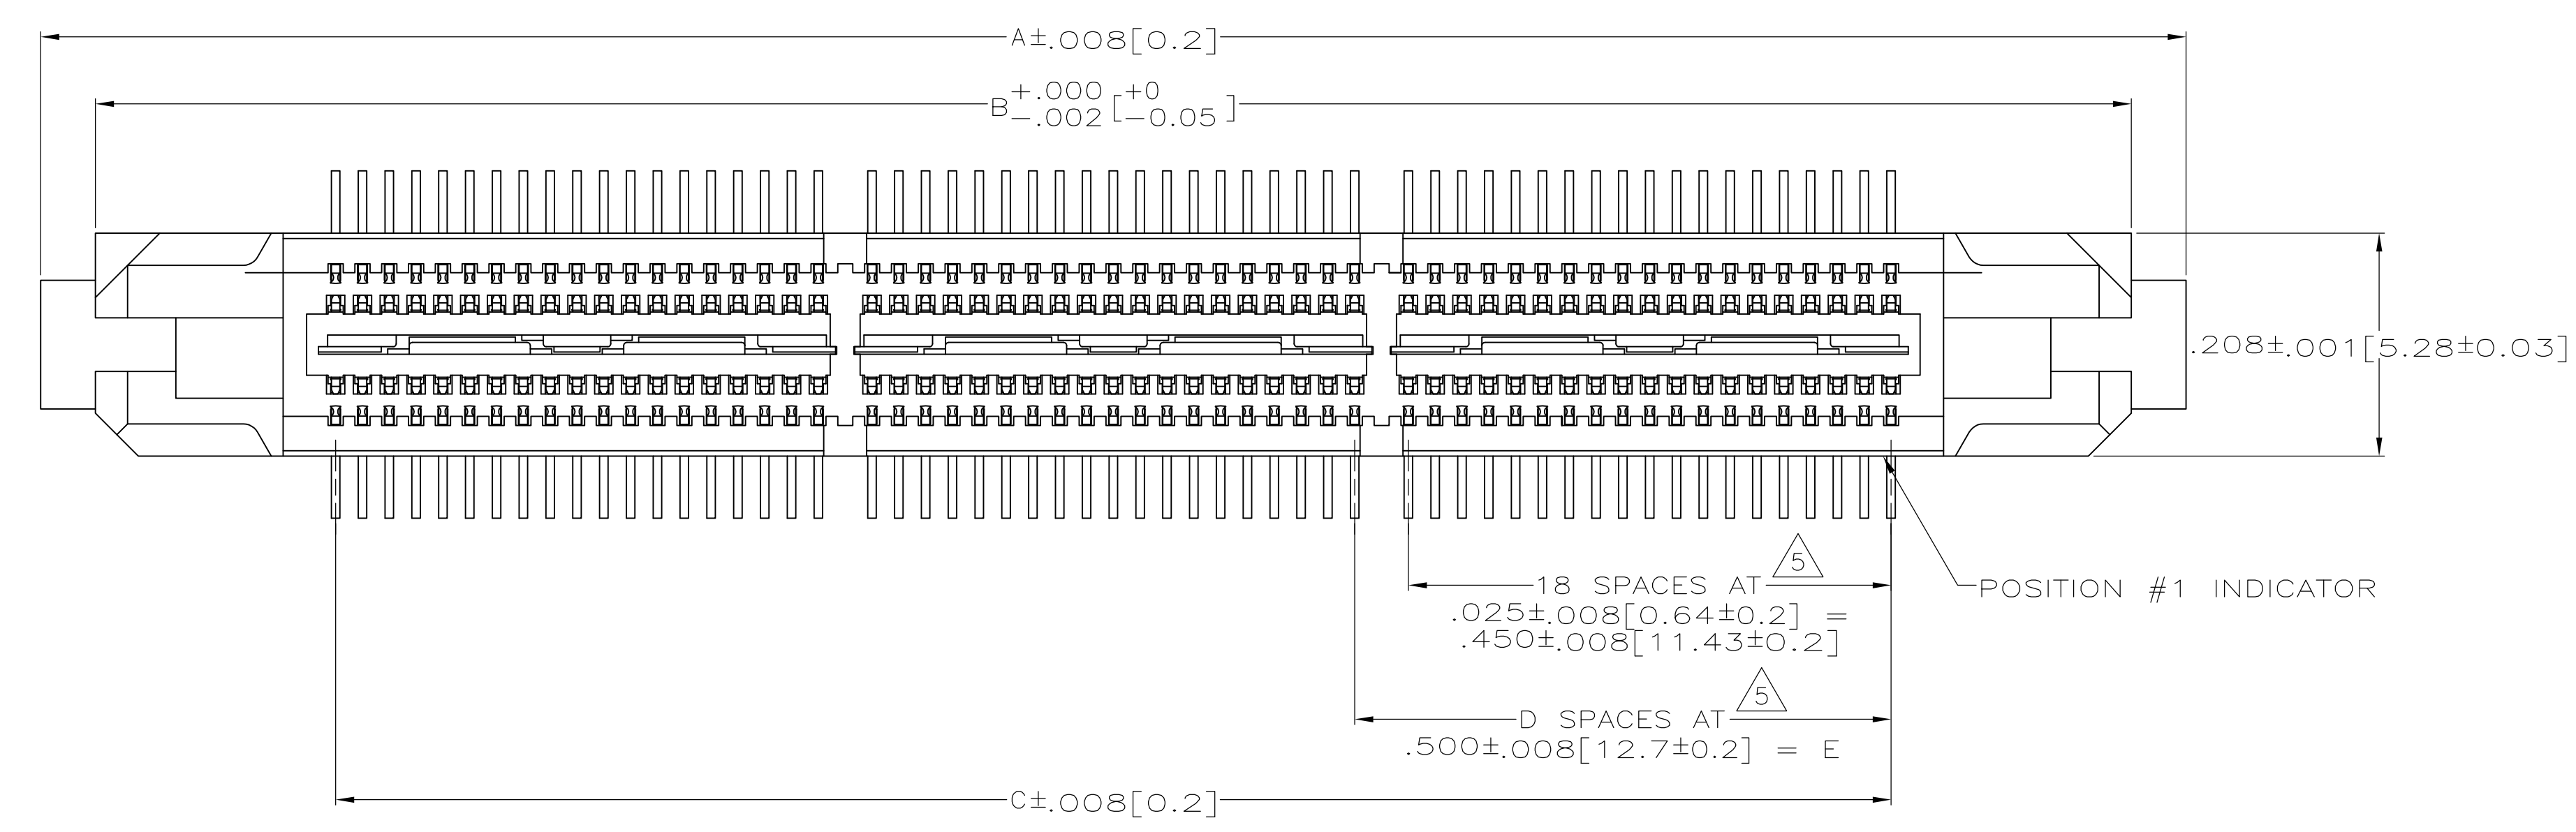 A±.008[0.2]
B +.000 -.002 [+0 -0.05]
.208±.001[5.28±0.03]
5
18 SPACES AT
.025±.008[0.64±0.2] =
.450±.008[11.43±0.2]
POSITION #1 INDICATOR
5
D SPACES AT
.500±.008[12.7±0.2] = E
C±.008[0.2]